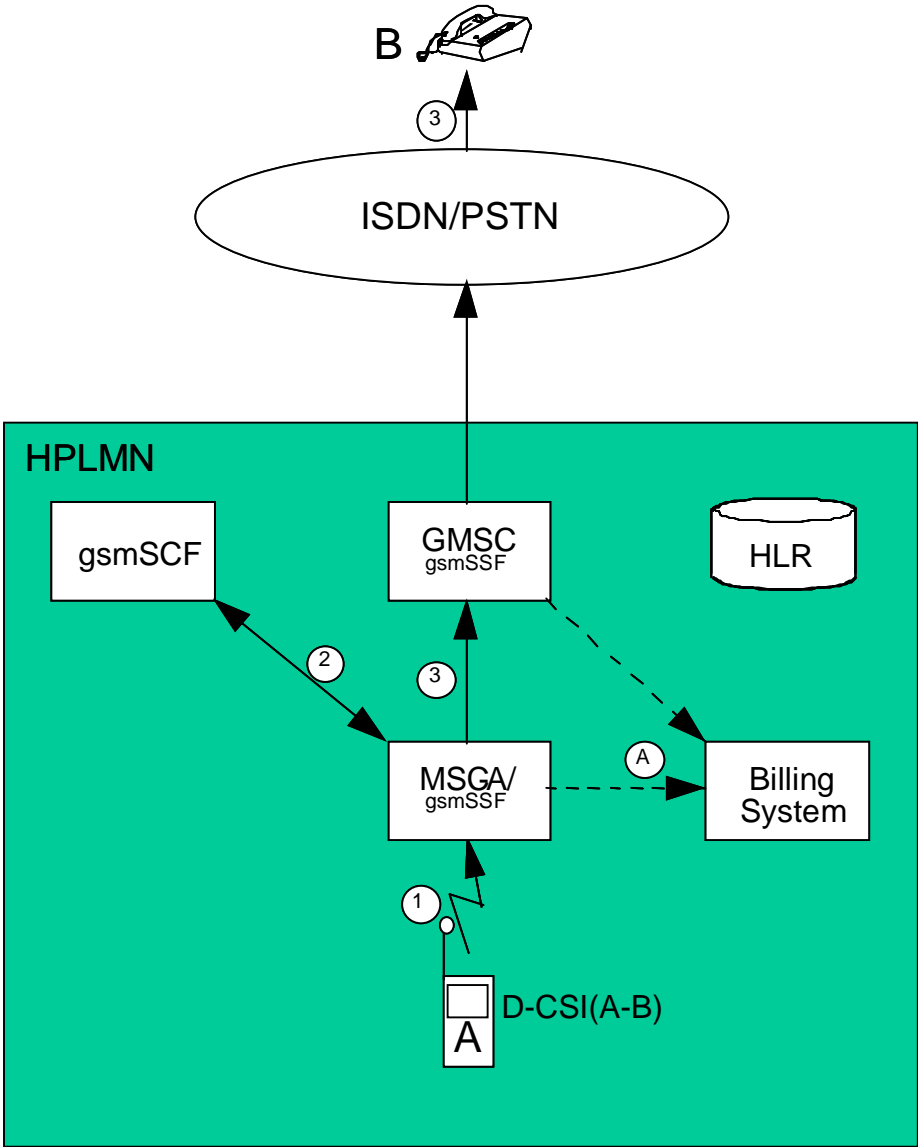 B
3
ISDN/PSTN
HPLMN
gsmSCF
GMSC
gsmSSF
HLR
2
3
MSCA/
gsmSSF
A
Billing
System
1
D-CSI(A-B)
A